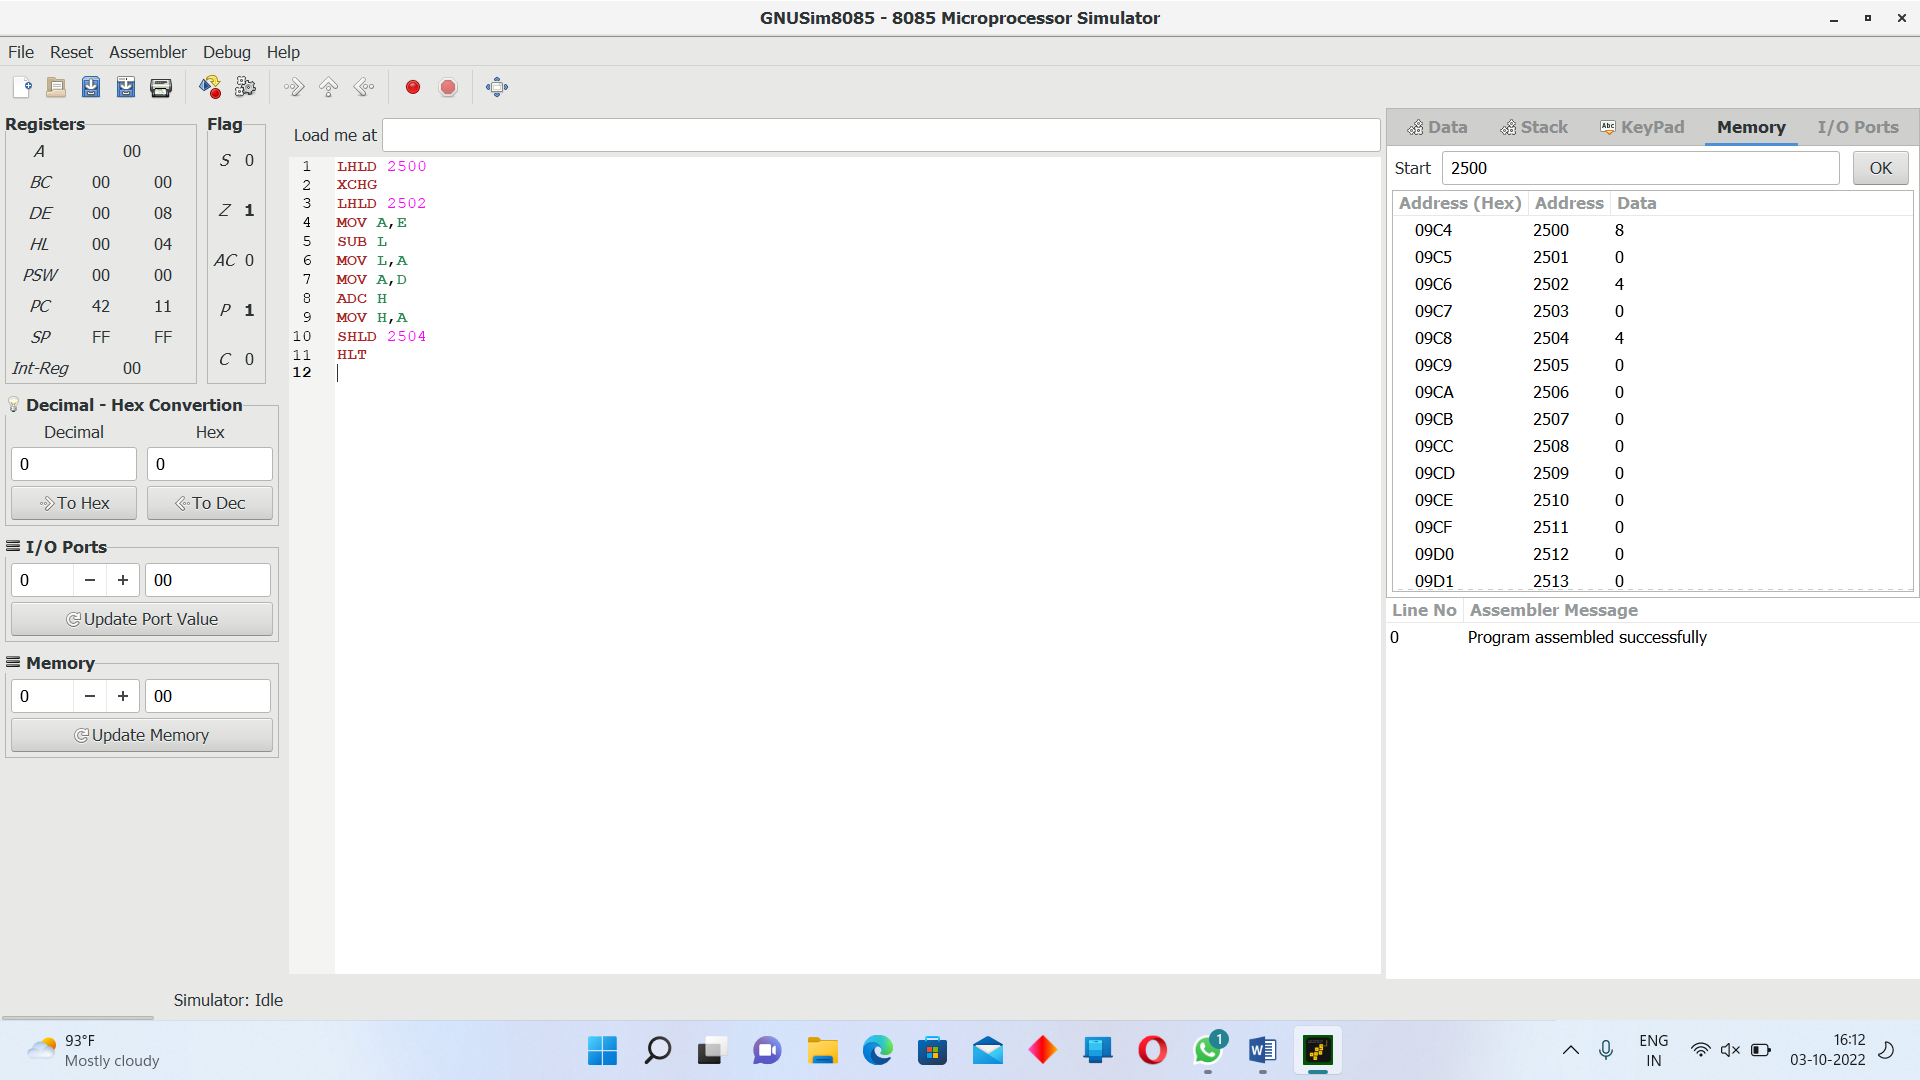 GNUSim8085 - 8085 Microprocessor Simulator
File Reset Assembler Debug Help
Registers
A 00
BC 00 00
DE 00 08
HL 00 04
PSW 00 00
PC 42 11
SP FF FF
Int-Reg 00
Flag
S 0
Z 1
AC 0
P 1
C 0
Decimal - Hex Convertion
Decimal Hex
0 0
To Hex To Dec
I/O Ports
0 − + 00
Update Port Value
Memory
0 − + 00
Update Memory
Load me at
1 LHLD 2500
2 XCHG
3 LHLD 2502
4 MOV A,E
5 SUB L
6 MOV L,A
7 MOV A,D
8 ADC H
9 MOV H,A
10 SHLD 2504
11 HLT
12
Data Stack Abc KeyPad Memory I/O Ports
Start 2500 OK
Address (Hex) Address Data
09C4 2500 8
09C5 2501 0
09C6 2502 4
09C7 2503 0
09C8 2504 4
09C9 2505 0
09CA 2506 0
09CB 2507 0
09CC 2508 0
09CD 2509 0
09CE 2510 0
09CF 2511 0
09D0 2512 0
09D1 2513 0
Line No Assembler Message
0 Program assembled successfully
Simulator: Idle
93°F
Mostly cloudy
1
W
ENG
IN
16:12
03-10-2022